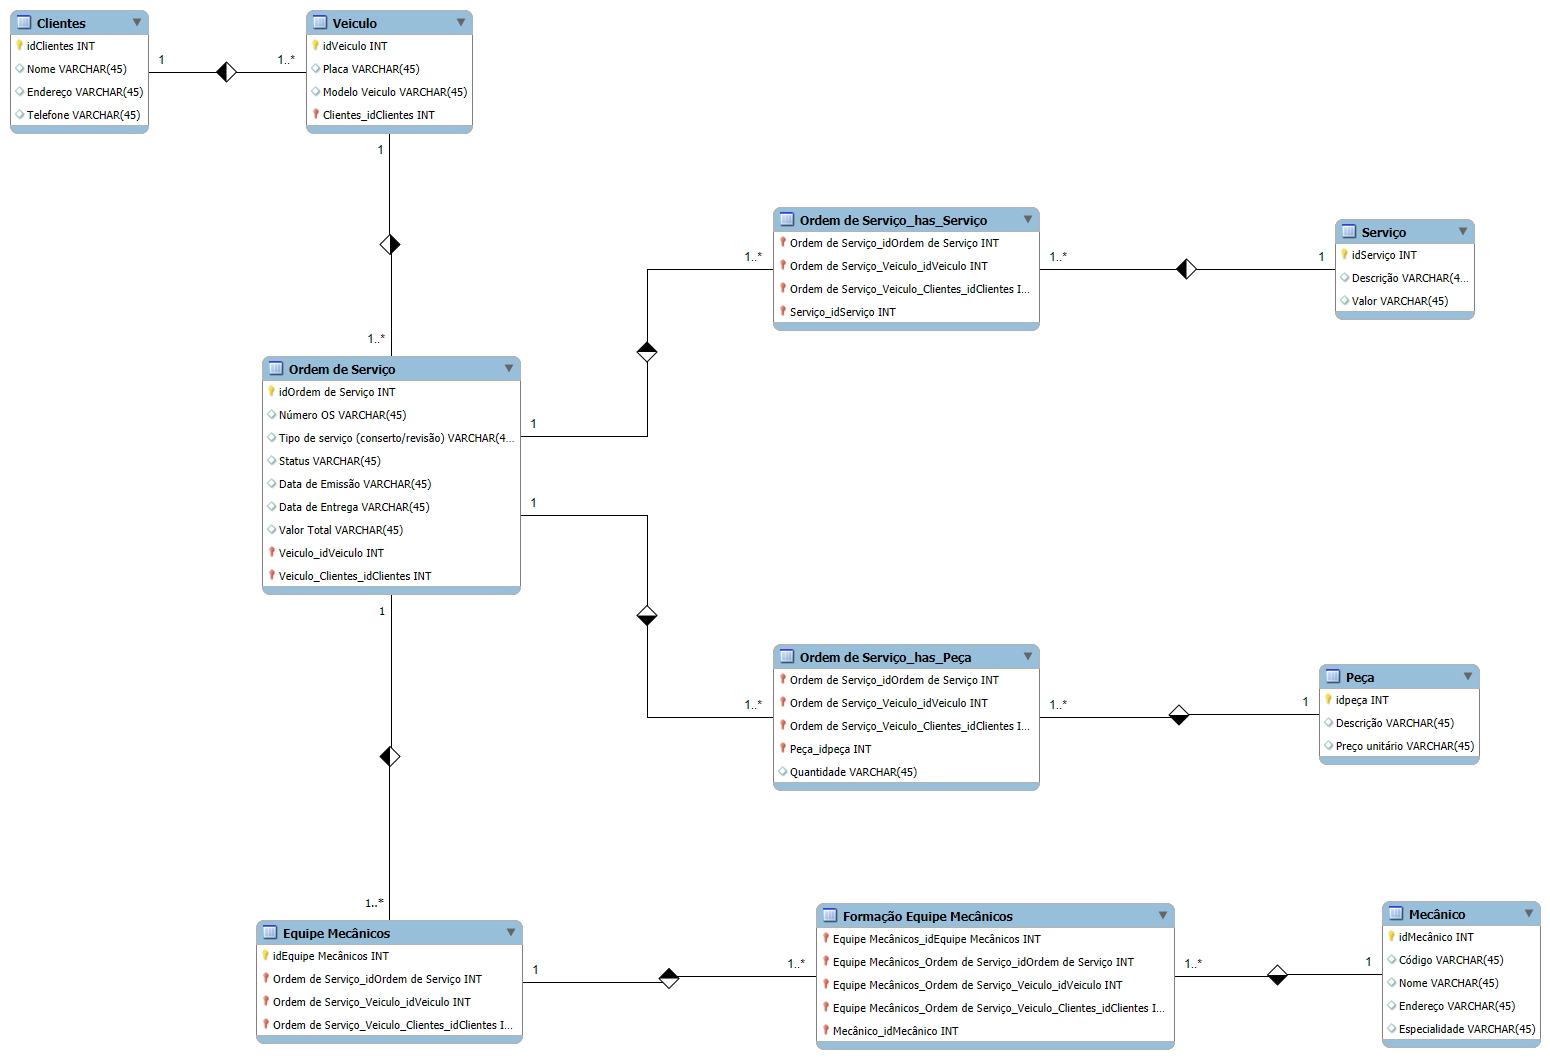 Clientes
idClientes INT
Nome VARCHAR(45)
Endereço VARCHAR(45)
Telefone VARCHAR(45)
1
1..*
Veiculo
idVeiculo INT
Placa VARCHAR(45)
Modelo Veiculo VARCHAR(45)
Clientes_idClientes INT
1
1..*
Ordem de Serviço
idOrdem de Serviço INT
Número OS VARCHAR(45)
Tipo de serviço (conserto/revisão) VARCHAR(4...
Status VARCHAR(45)
Data de Emissão VARCHAR(45)
Data de Entrega VARCHAR(45)
Valor Total VARCHAR(45)
Veiculo_idVeiculo INT
Veiculo_Clientes_idClientes INT
1
1..*
Ordem de Serviço_has_Serviço
Ordem de Serviço_idOrdem de Serviço INT
Ordem de Serviço_Veiculo_idVeiculo INT
Ordem de Serviço_Veiculo_Clientes_idClientes I...
Serviço_idServiço INT
1..*
1
Serviço
idServiço INT
Descrição VARCHAR(4...
Valor VARCHAR(45)
1
1..*
Ordem de Serviço_has_Peça
Ordem de Serviço_idOrdem de Serviço INT
Ordem de Serviço_Veiculo_idVeiculo INT
Ordem de Serviço_Veiculo_Clientes_idClientes I...
Peça_idpeça INT
Quantidade VARCHAR(45)
1..*
1
Peça
idpeça INT
Descrição VARCHAR(45)
Preço unitário VARCHAR(45)
1
1..*
Equipe Mecânicos
idEquipe Mecânicos INT
Ordem de Serviço_idOrdem de Serviço INT
Ordem de Serviço_Veiculo_idVeiculo INT
Ordem de Serviço_Veiculo_Clientes_idClientes I...
1
1..*
Formação Equipe Mecânicos
Equipe Mecânicos_idEquipe Mecânicos INT
Equipe Mecânicos_Ordem de Serviço_idOrdem de Serviço INT
Equipe Mecânicos_Ordem de Serviço_Veiculo_idVeiculo INT
Equipe Mecânicos_Ordem de Serviço_Veiculo_Clientes_idClientes I...
Mecânico_idMecânico INT
1..*
1
Mecânico
idMecânico INT
Código VARCHAR(45)
Nome VARCHAR(45)
Endereço VARCHAR(45)
Especialidade VARCHAR(45)